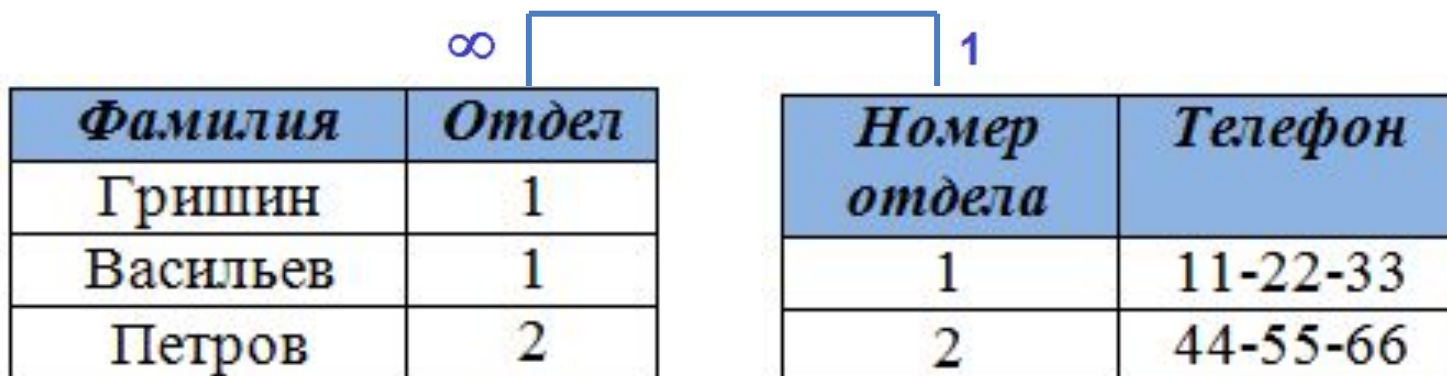 ∞ 1
Фамилия Отдел
Гришин 1
Васильев 1
Петров 2
Номер Телефон
отдела
1 11-22-33
2 44-55-66